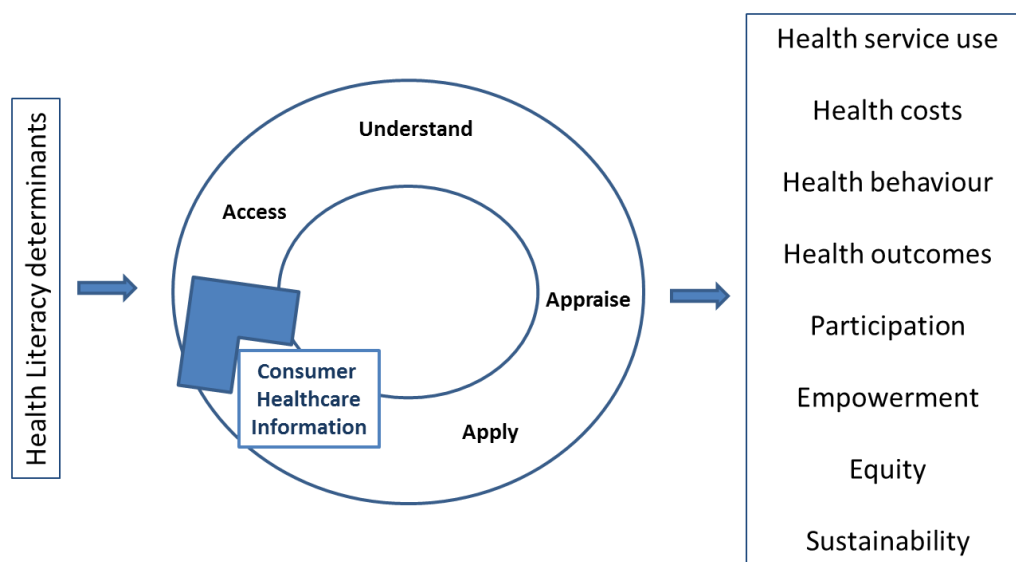 Health Literacy determinants
Understand
Access
Appraise
Apply
Consumer
Healthcare
Information
Health service use
Health costs
Health behaviour
Health outcomes
Participation
Empowerment
Equity
Sustainability